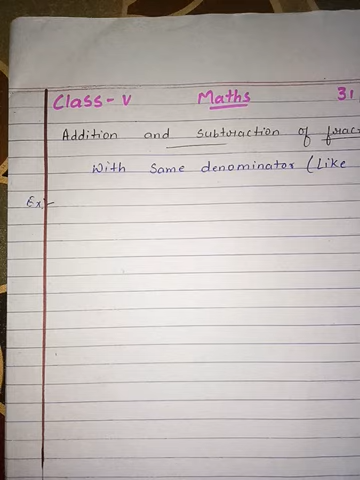 Class - V Maths 31
Addition and Subtraction of frac
With Same denominator (Like
Ex:-